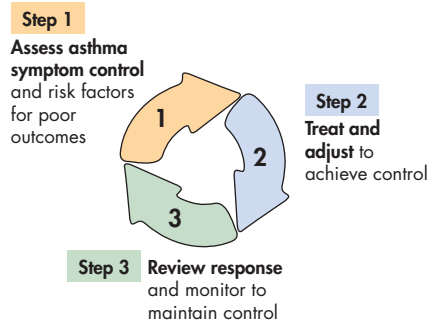 Step 1
Assess asthma
symptom control
and risk factors
for poor
outcomes
1
Step 2
Treat and
adjust to
achieve control
2
3
Step 3
Review response
and monitor to
maintain control